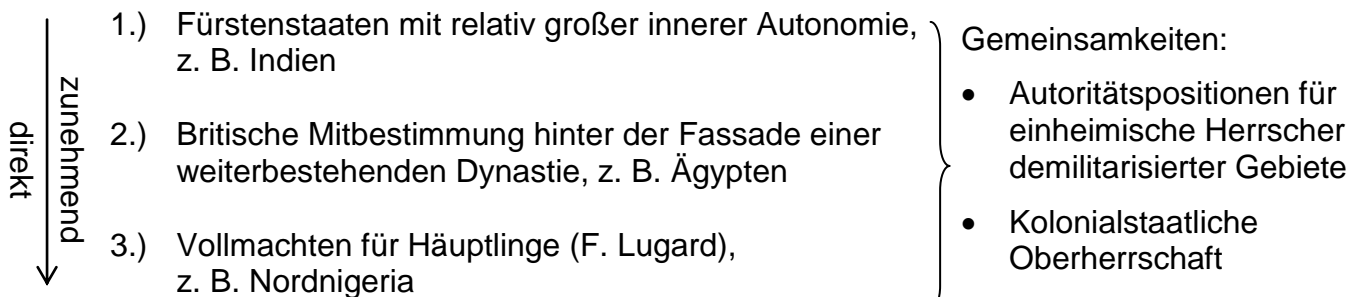 zunehmend
direkt
1.) Fürstenstaaten mit relativ großer innerer Autonomie,
z. B. Indien
2.) Britische Mitbestimmung hinter der Fassade einer
weiterbestehenden Dynastie, z. B. Ägypten
3.) Vollmachten für Häuptlinge (F. Lugard),
z. B. Nordnigeria
Gemeinsamkeiten:
• Autoritätspositionen für
einheimische Herrscher
demilitarisierter Gebiete
• Kolonialstaatliche
Oberherrschaft